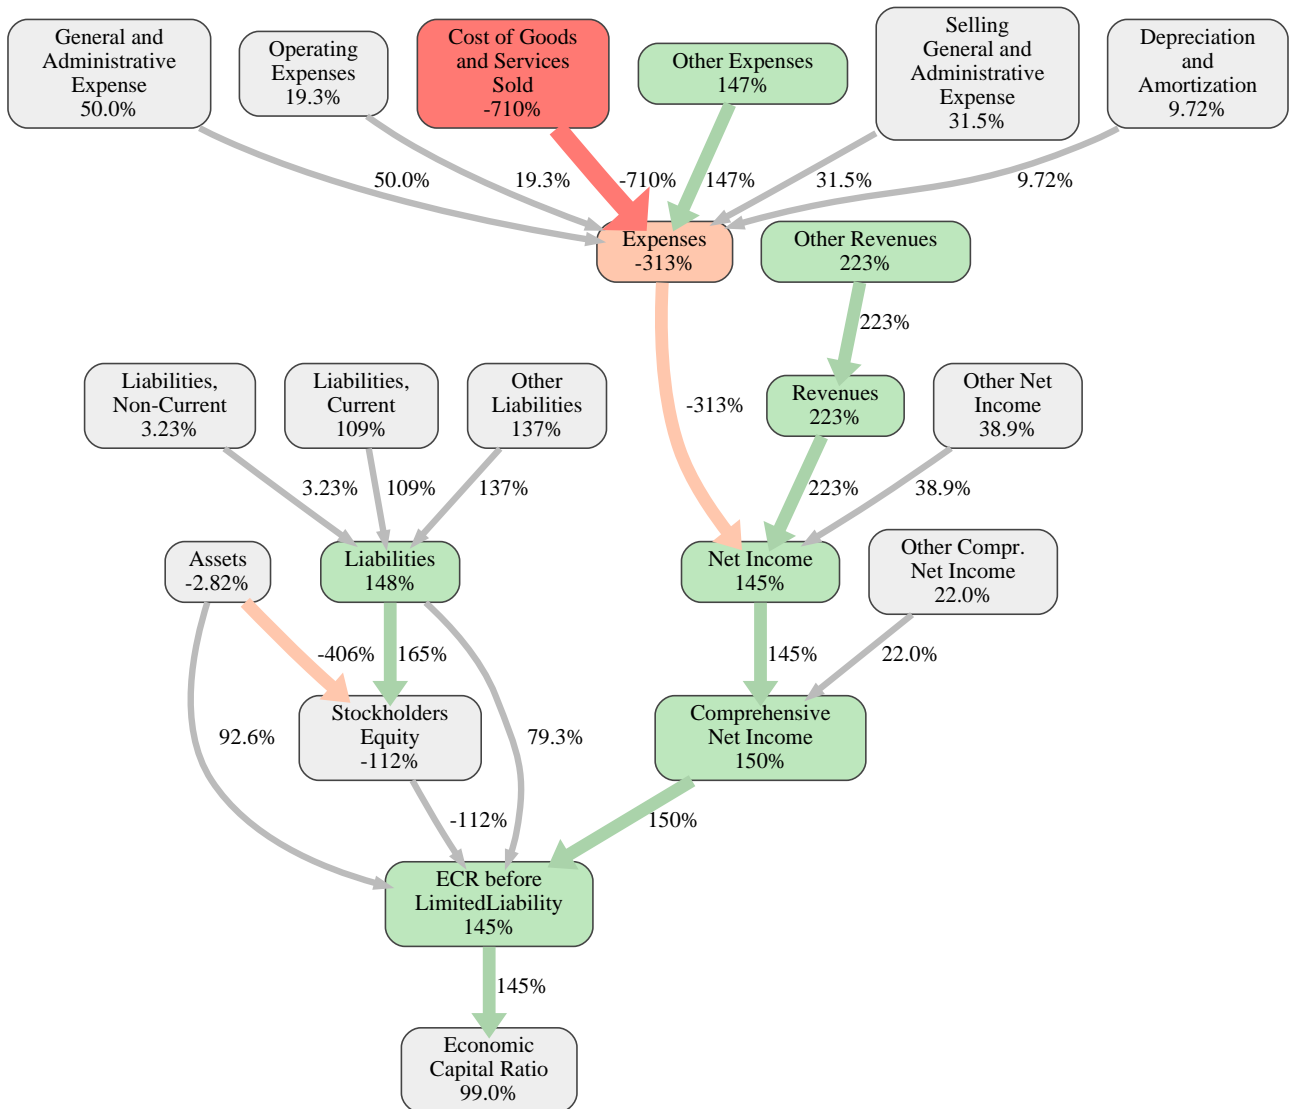 General and
Administrative
Expense
50.0%
Operating
Expenses
19.3%
Cost of Goods
and Services
Sold
-710%
Other Expenses
147%
Selling
General and
Administrative
Expense
31.5%
Depreciation
and
Amortization
9.72%
50.0%
19.3%
-710%
147%
31.5%
9.72%
Expenses
-313%
Other Revenues
223%
223%
Liabilities,
Non-Current
3.23%
Liabilities,
Current
109%
Other
Liabilities
137%
-313%
Revenues
223%
Other Net
Income
38.9%
3.23%
109%
137%
223%
38.9%
Assets
-2.82%
Liabilities
148%
Net Income
145%
Other Compr.
Net Income
22.0%
-406%
165%
145%
22.0%
92.6%
Stockholders
Equity
-112%
79.3%
Comprehensive
Net Income
150%
-112%
150%
ECR before
LimitedLiability
145%
145%
Economic
Capital Ratio
99.0%